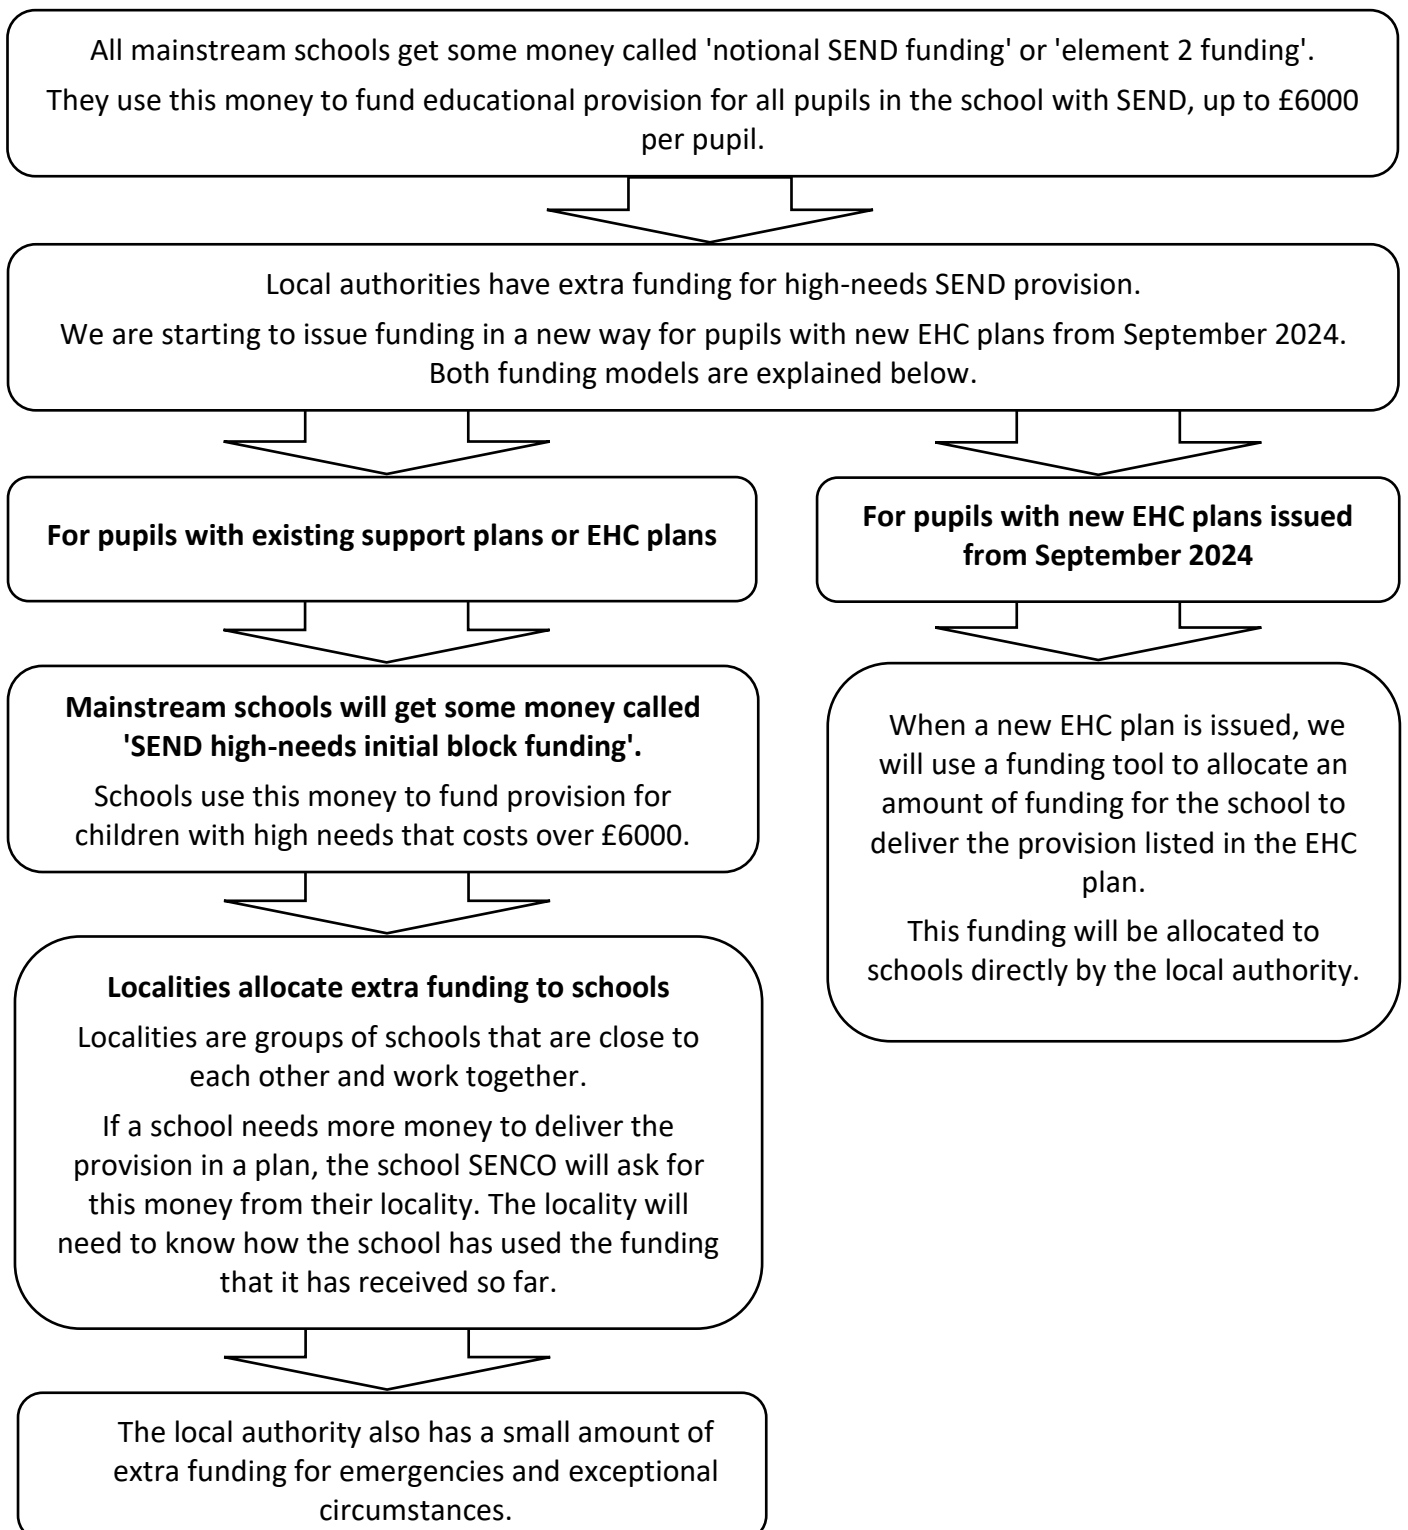 All mainstream schools get some money called 'notional SEND funding' or 'element 2 funding'.
They use this money to fund educational provision for all pupils in the school with SEND, up to £6000
per pupil.
Local authorities have extra funding for high-needs SEND provision.
We are starting to issue funding in a new way for pupils with new EHC plans from September 2024.
Both funding models are explained below.
For pupils with existing support plans or EHC plans
For pupils with new EHC plans issued
from September 2024
Mainstream schools will get some money called
'SEND high-needs initial block funding'.
Schools use this money to fund provision for
children with high needs that costs over £6000.
When a new EHC plan is issued, we
will use a funding tool to allocate an
amount of funding for the school to
deliver the provision listed in the EHC
plan.
This funding will be allocated to
schools directly by the local authority.
Localities allocate extra funding to schools
Localities are groups of schools that are close to
each other and work together.
If a school needs more money to deliver the
provision in a plan, the school SENCO will ask for
this money from their locality. The locality will
need to know how the school has used the funding
that it has received so far.
The local authority also has a small amount of
extra funding for emergencies and exceptional
circumstances.